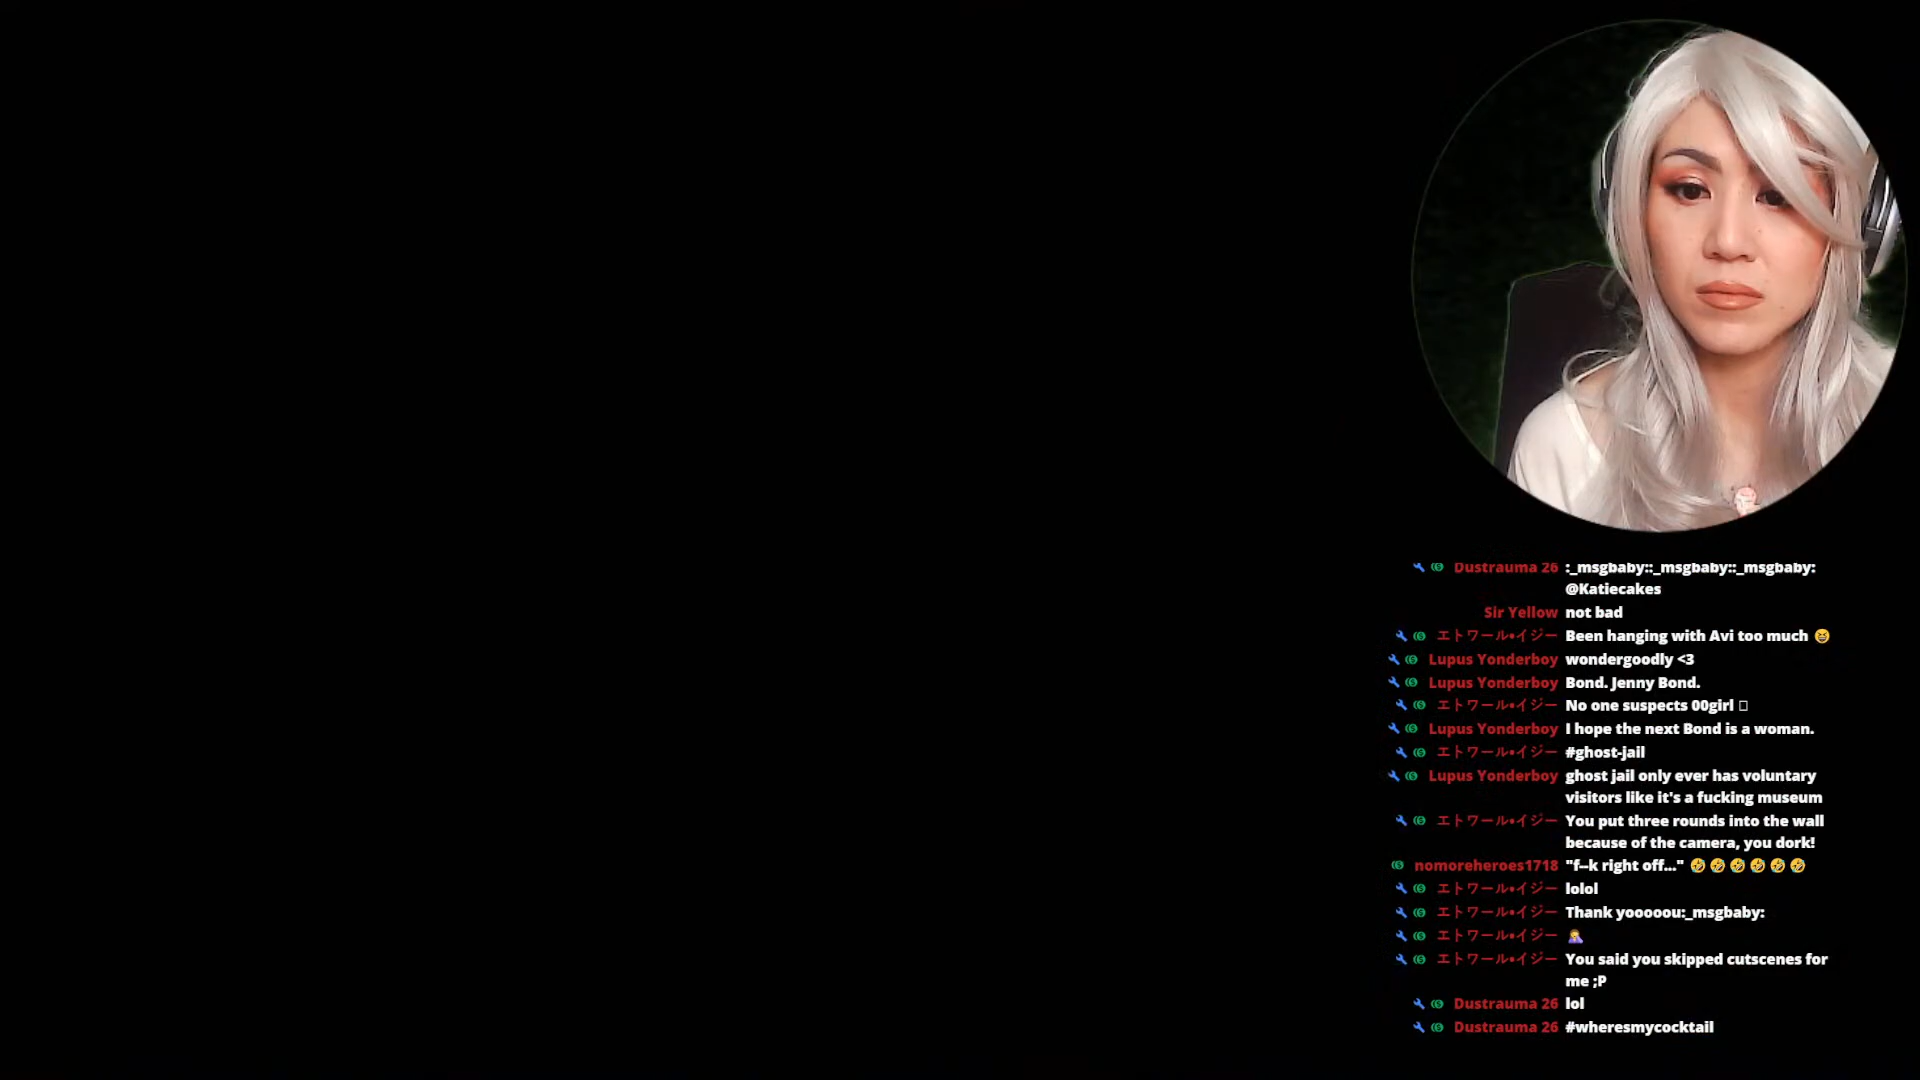 Dustrauma 26 :_msgbaby::_msgbaby::_msgbaby:
@Katiecakes
Sir Yellow not bad
エトワール•イジー Been hanging with Avi too much 😆
Lupus Yonderboy wondergoodly <3
Lupus Yonderboy Bond. Jenny Bond.
エトワール•イジー No one suspects 00girl
Lupus Yonderboy I hope the next Bond is a woman.
エトワール•イジー #ghost-jail
Lupus Yonderboy ghost jail only ever has voluntary
visitors like it's a fucking museum
エトワール•イジー You put three rounds into the wall
because of the camera, you dork!
nomoreheroes1718 "f--k right off..." 🤣🤣🤣🤣🤣🤣
エトワール•イジー lolol
エトワール•イジー Thank yooooou:_msgbaby:
エトワール•イジー 🤦
エトワール•イジー You said you skipped cutscenes for
me ;P
Dustrauma 26 lol
Dustrauma 26 #wheresmycocktail